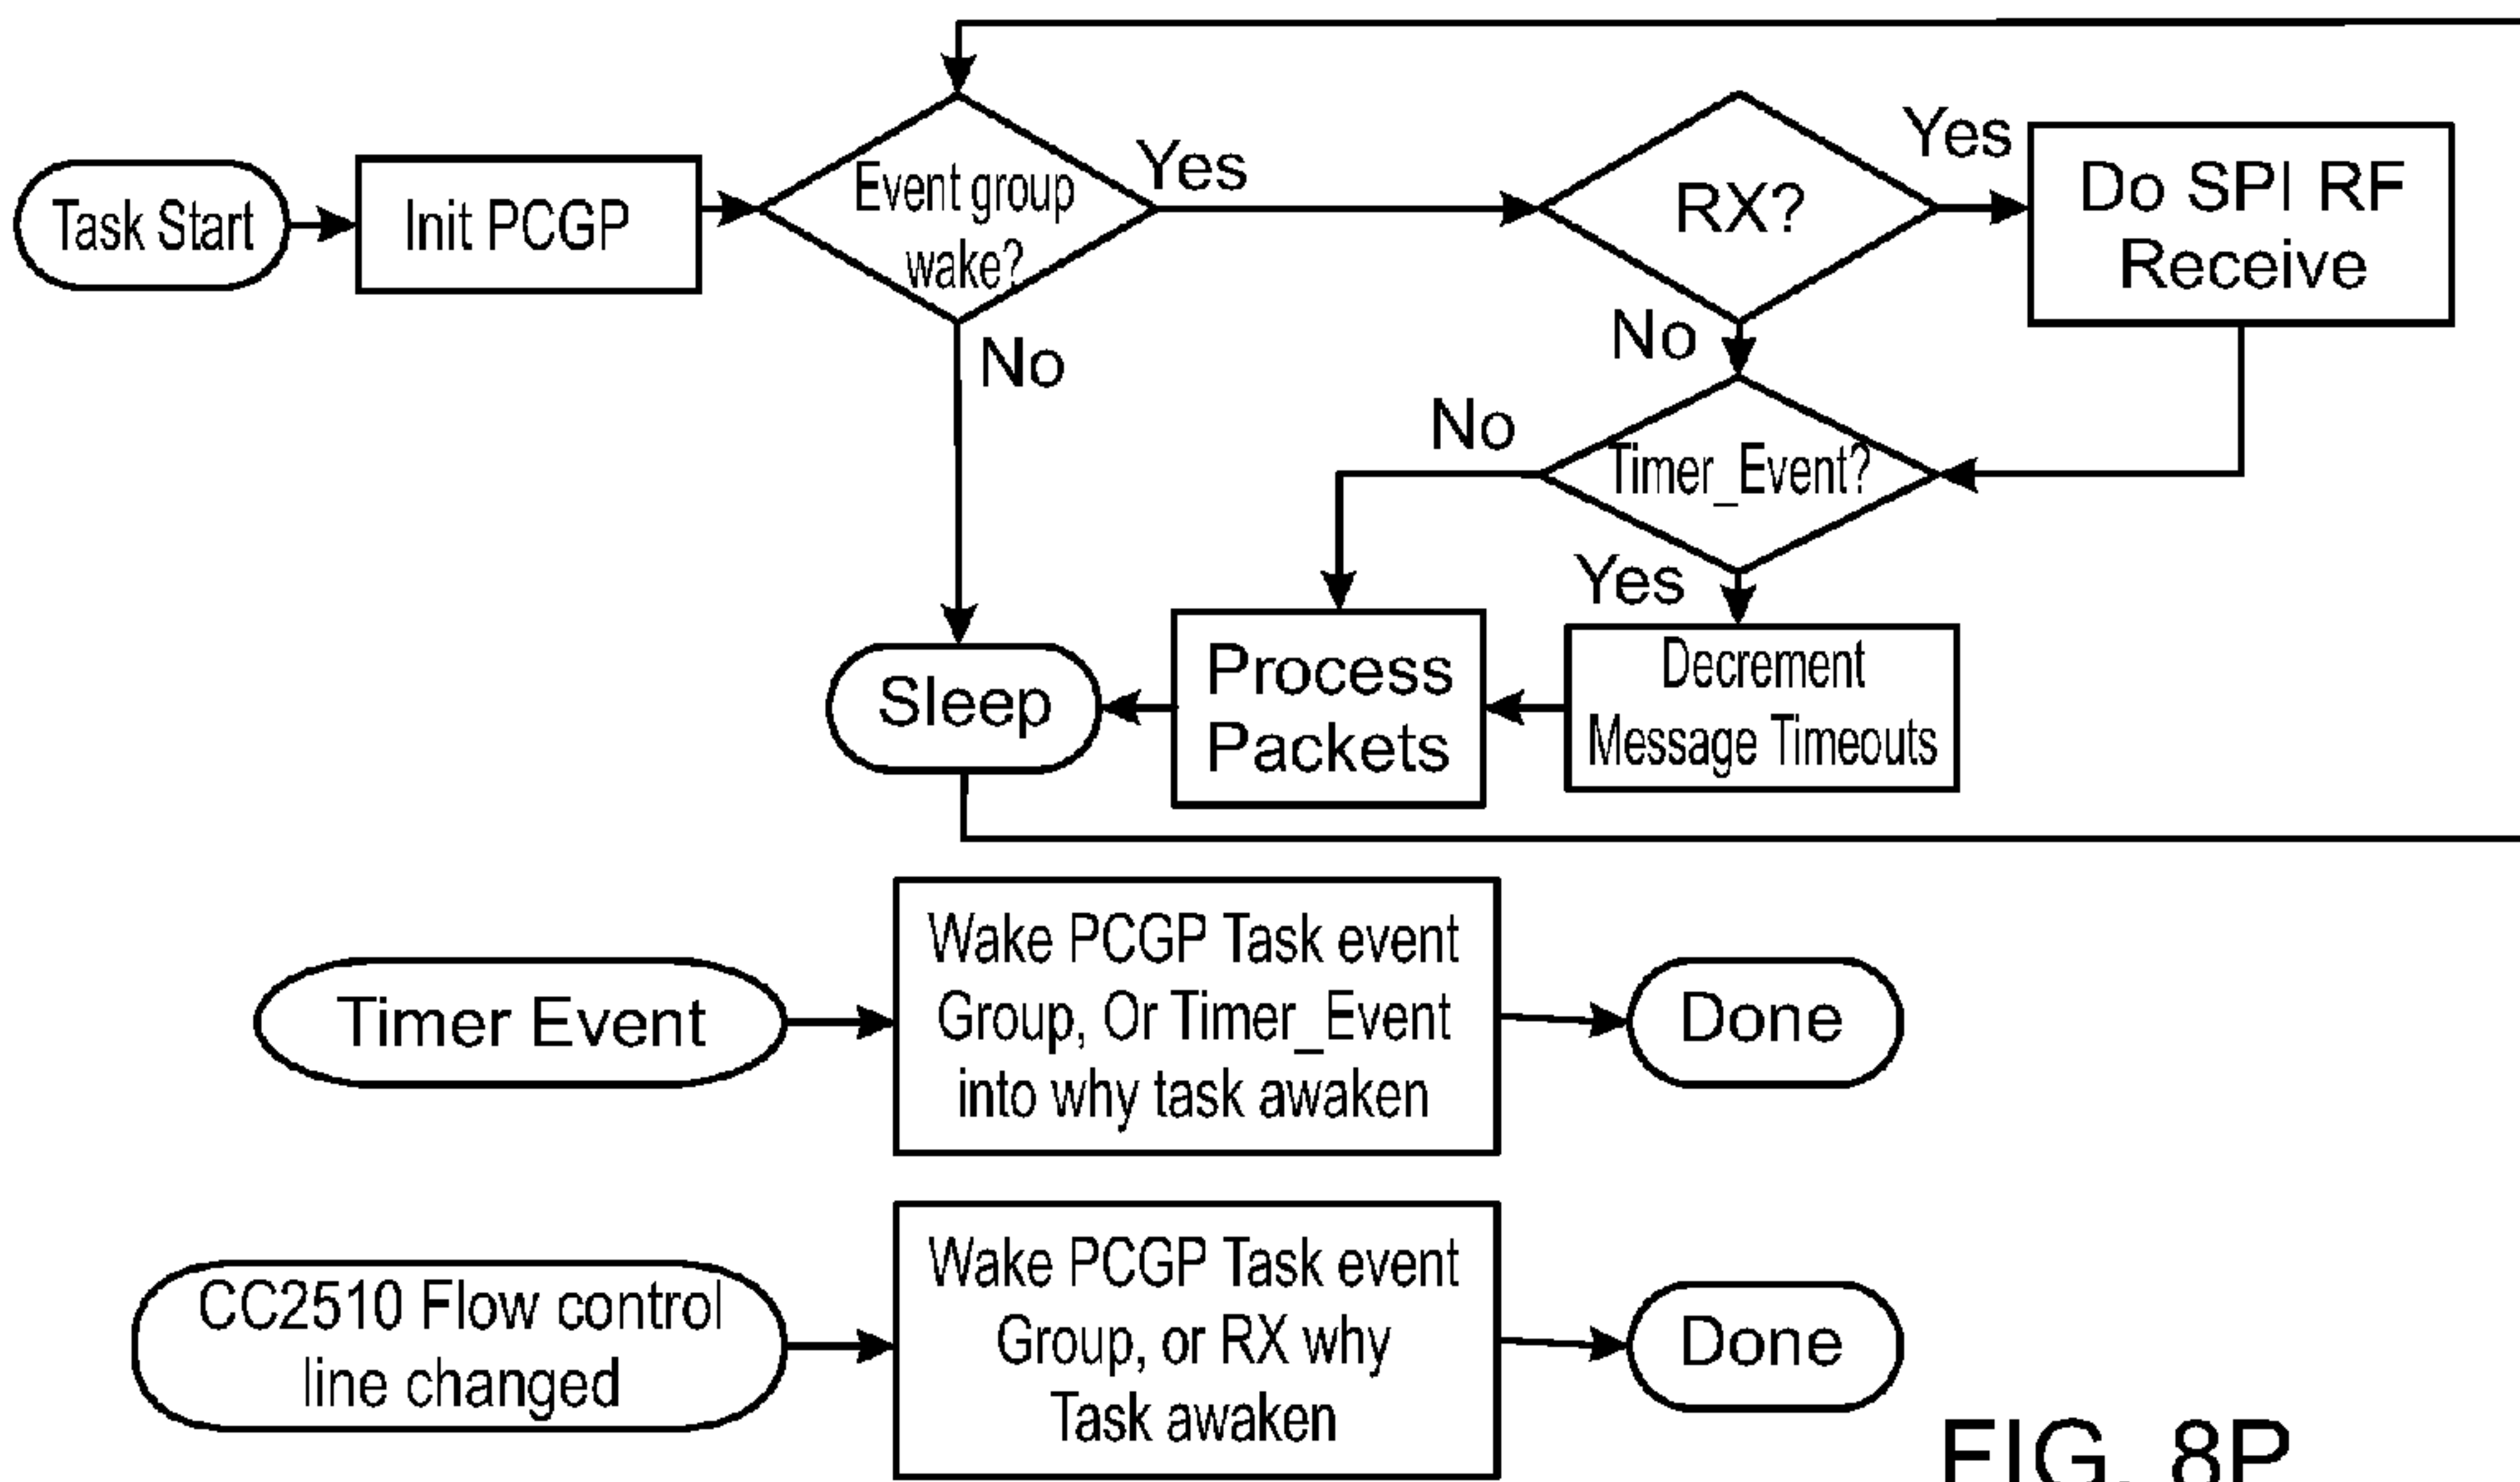 Task Start
Init PCGP
Event group
wake?
Yes
RX?
Yes
Do SPI RF
Receive
No
No
No
Timer_Event?
Yes
Sleep
Process
Packets
Decrement
Message Timeouts
Timer Event
Wake PCGP Task event
Group, Or Timer_Event
into why task awaken
Done
CC2510 Flow control
line changed
Wake PCGP Task event
Group, or RX why
Task awaken
Done
FIG. 8P